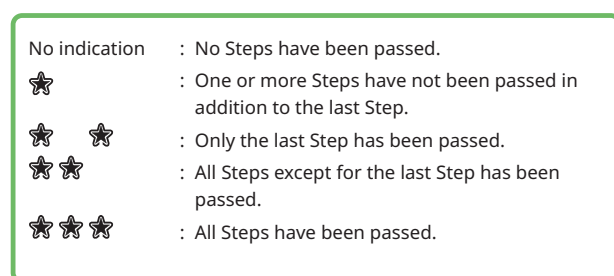 No indication : No Steps have been passed.
: One or more Steps have not been passed in
addition to the last Step.
: Only the last Step has been passed.
: All Steps except for the last Step has been
passed.
: All Steps have been passed.